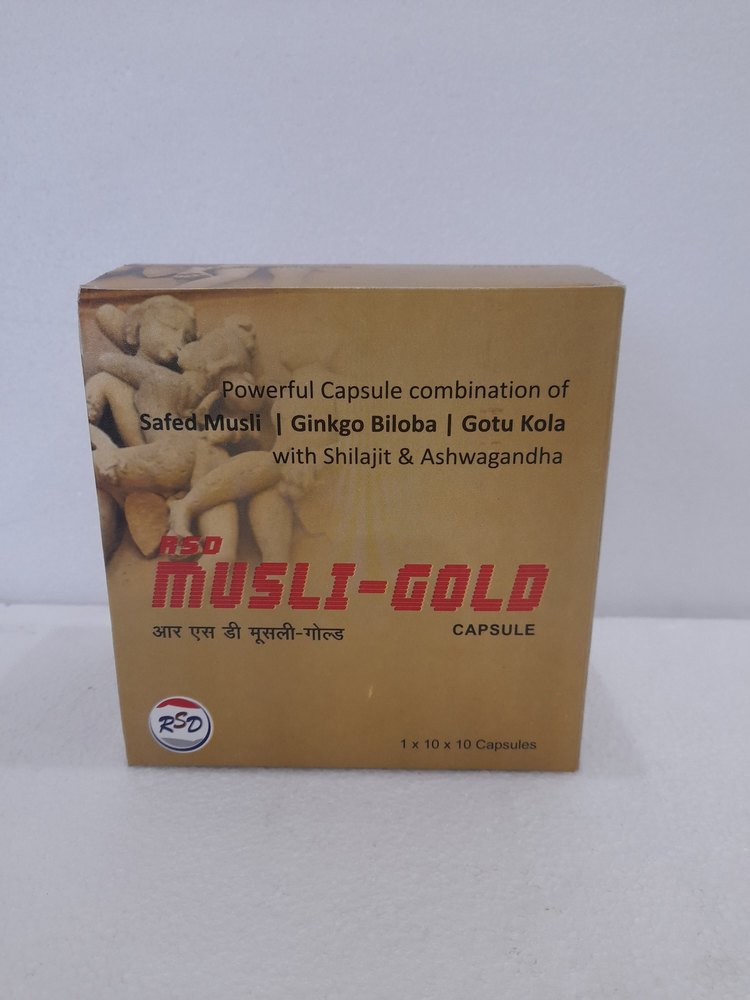 Powerful Capsule combination of
Safed Musli | Ginkgo Biloba | Gotu Kola
with Shilajit & Ashwagandha
RSD
MUSLI-GOLD
आर एस डी मूसली-गोल्ड
CAPSULE
RSD
1 x 10 x 10 Capsules